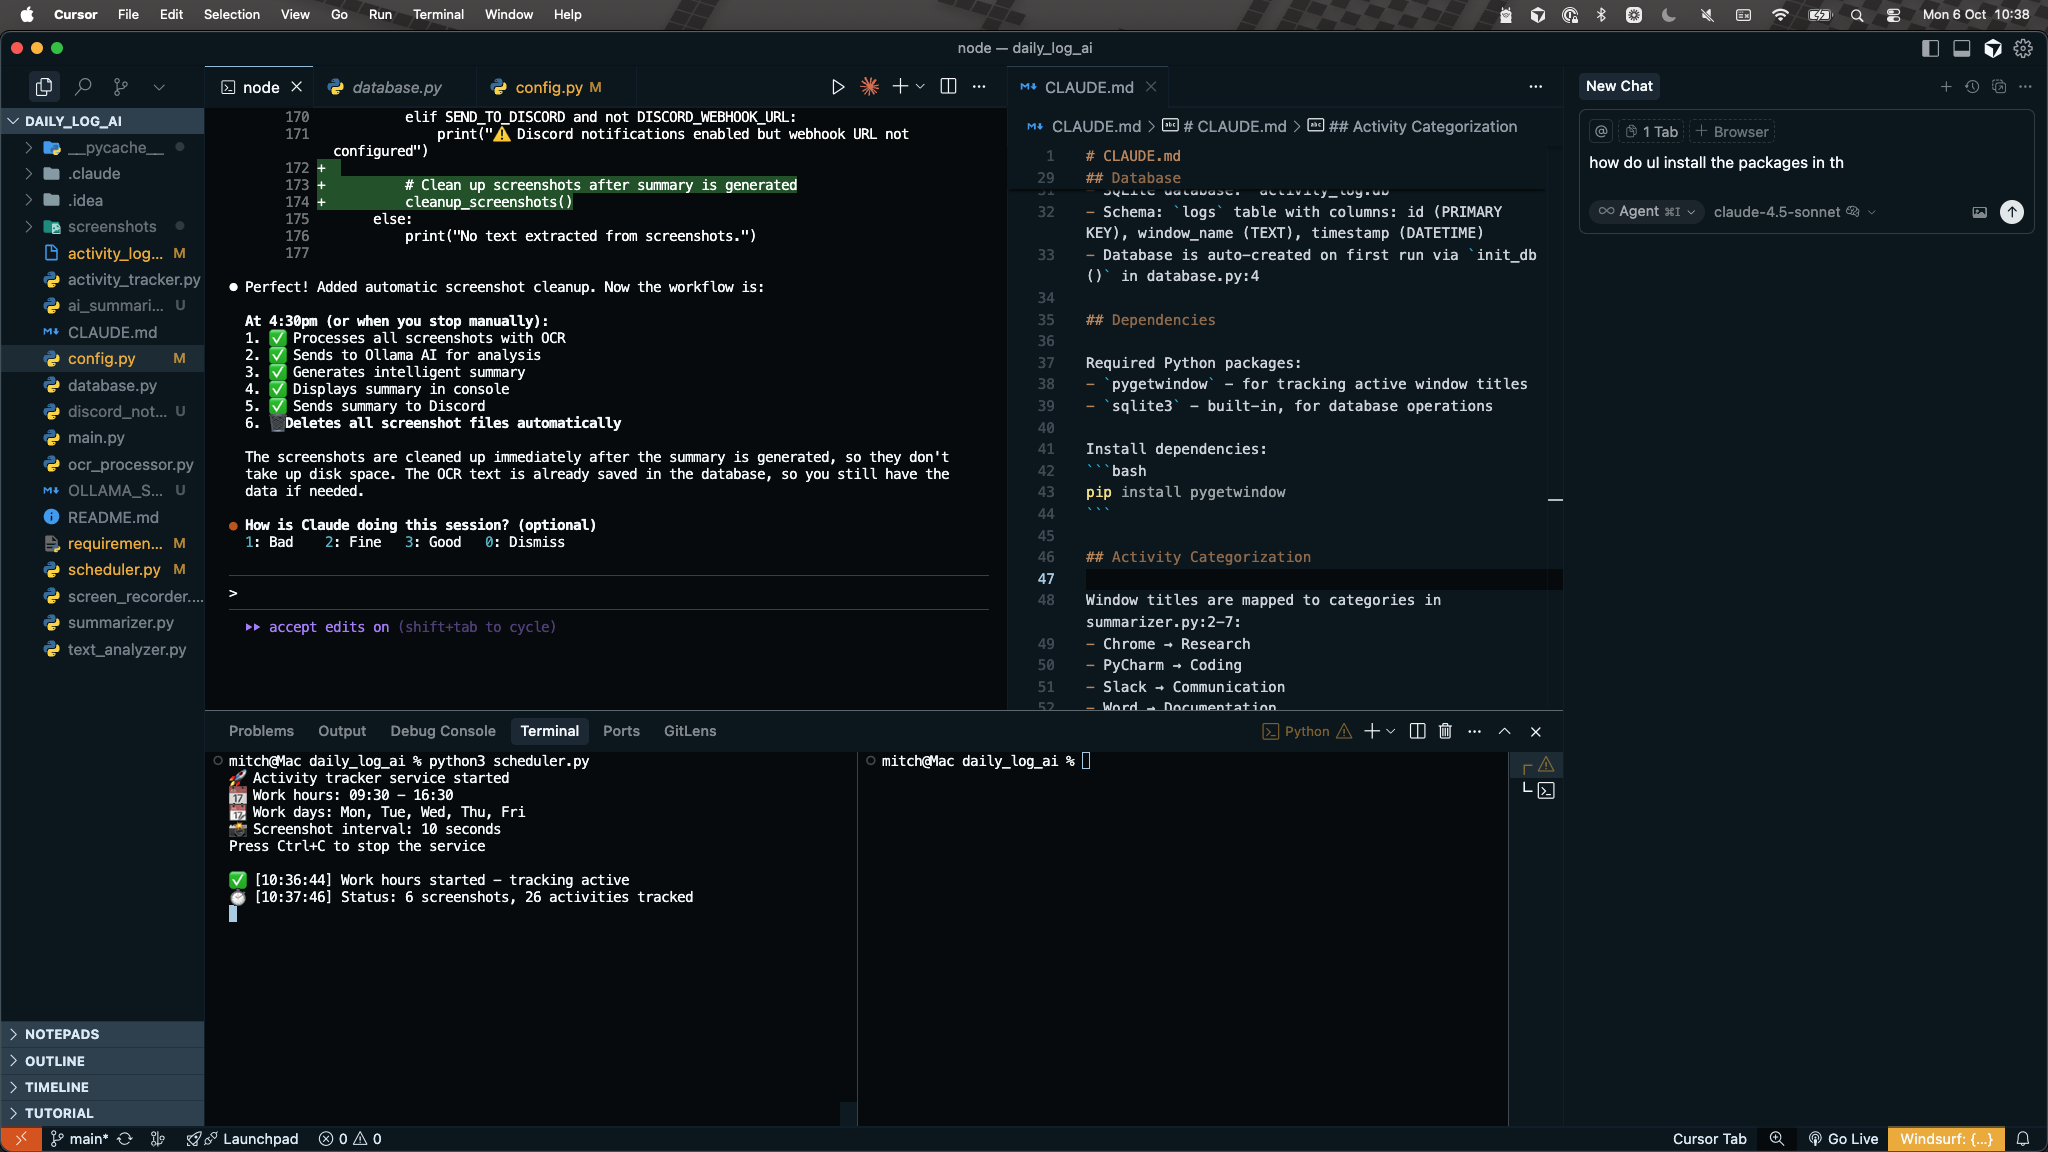 Cursor File Edit Selection View Go Run Terminal Window Help
Mon 6 Oct 10:38
node — daily_log_ai
DAILY_LOG_AI
__pycache__
.claude
.idea
screenshots
activity_log... M
activity_tracker.py
ai_summari... U
CLAUDE.md
config.py M
database.py
discord_not... U
main.py
ocr_processor.py
OLLAMA_S... U
README.md
requiremen... M
scheduler.py M
screen_recorder....
summarizer.py
text_analyzer.py
NOTEPADS
OUTLINE
TIMELINE
TUTORIAL
node
database.py
config.py M
170 elif SEND_TO_DISCORD and not DISCORD_WEBHOOK_URL:
171 print("⚠️ Discord notifications enabled but webhook URL not
configured")
172 +
173 + # Clean up screenshots after summary is generated
174 + cleanup_screenshots()
175 else:
176 print("No text extracted from screenshots.")
177
● Perfect! Added automatic screenshot cleanup. Now the workflow is:
At 4:30pm (or when you stop manually):
1. ✅ Processes all screenshots with OCR
2. ✅ Sends to Ollama AI for analysis
3. ✅ Generates intelligent summary
4. ✅ Displays summary in console
5. ✅ Sends summary to Discord
6. 🗑️Deletes all screenshot files automatically
The screenshots are cleaned up immediately after the summary is generated, so they don't
take up disk space. The OCR text is already saved in the database, so you still have the
data if needed.
● How is Claude doing this session? (optional)
1: Bad 2: Fine 3: Good 0: Dismiss
>
▸▸ accept edits on (shift+tab to cycle)
CLAUDE.md
CLAUDE.md > # CLAUDE.md > ## Activity Categorization
1 # CLAUDE.md
29 ## Database
31 - SQLite database: `activity_log.db`
32 - Schema: `logs` table with columns: id (PRIMARY
KEY), window_name (TEXT), timestamp (DATETIME)
33 - Database is auto-created on first run via `init_db
()` in database.py:4
34
35 ## Dependencies
36
37 Required Python packages:
38 - `pygetwindow` - for tracking active window titles
39 - `sqlite3` - built-in, for database operations
40
41 Install dependencies:
42 ```bash
43 pip install pygetwindow
44 ```
45
46 ## Activity Categorization
47
48 Window titles are mapped to categories in
summarizer.py:2-7:
49 - Chrome → Research
50 - PyCharm → Coding
51 - Slack → Communication
52 - Word → Documentation
New Chat
@ 1 Tab + Browser
how do uI install the packages in th
∞ Agent ⌘I claude-4.5-sonnet
Problems Output Debug Console Terminal Ports GitLens
Python
mitch@Mac daily_log_ai % python3 scheduler.py
🚀 Activity tracker service started
📅 Work hours: 09:30 - 16:30
📆 Work days: Mon, Tue, Wed, Thu, Fri
📸 Screenshot interval: 10 seconds
Press Ctrl+C to stop the service
✅ [10:36:44] Work hours started - tracking active
⏱️ [10:37:46] Status: 6 screenshots, 26 activities tracked
mitch@Mac daily_log_ai %
main* Launchpad 0 0
Cursor Tab Go Live Windsurf: {...}